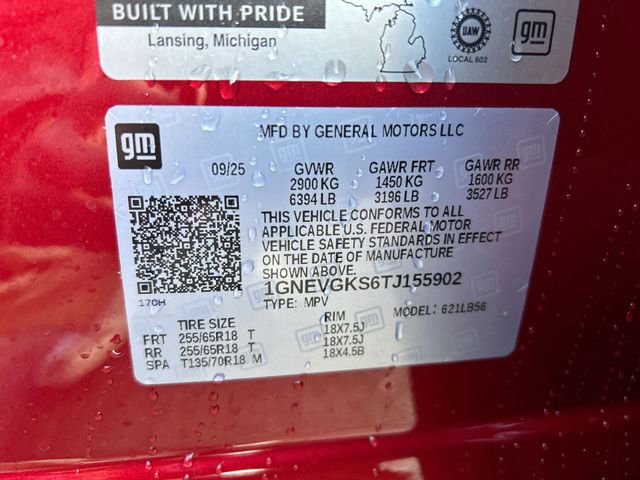 BUILT WITH PRIDE
Lansing, Michigan
UAW
LOCAL 602
gm
gm
MFD BY GENERAL MOTORS LLC
09/25 GVWR GAWR FRT GAWR RR
2900 KG 1450 KG 1600 KG
6394 LB 3196 LB 3527 LB
THIS VEHICLE CONFORMS TO ALL
APPLICABLE U.S. FEDERAL MOTOR
VEHICLE SAFETY STANDARDS IN EFFECT
ON THE DATE OF MANUFACTURE
SHOWN ABOVE
1GNEVGKS6TJ155902
170H
TYPE: MPV MODEL: 621LB56
TIRE SIZE RIM
FRT 255/65R18 T 18X7.5J
RR 255/65R18 T 18X7.5J
SPA T135/70R18 M 18X4.5B